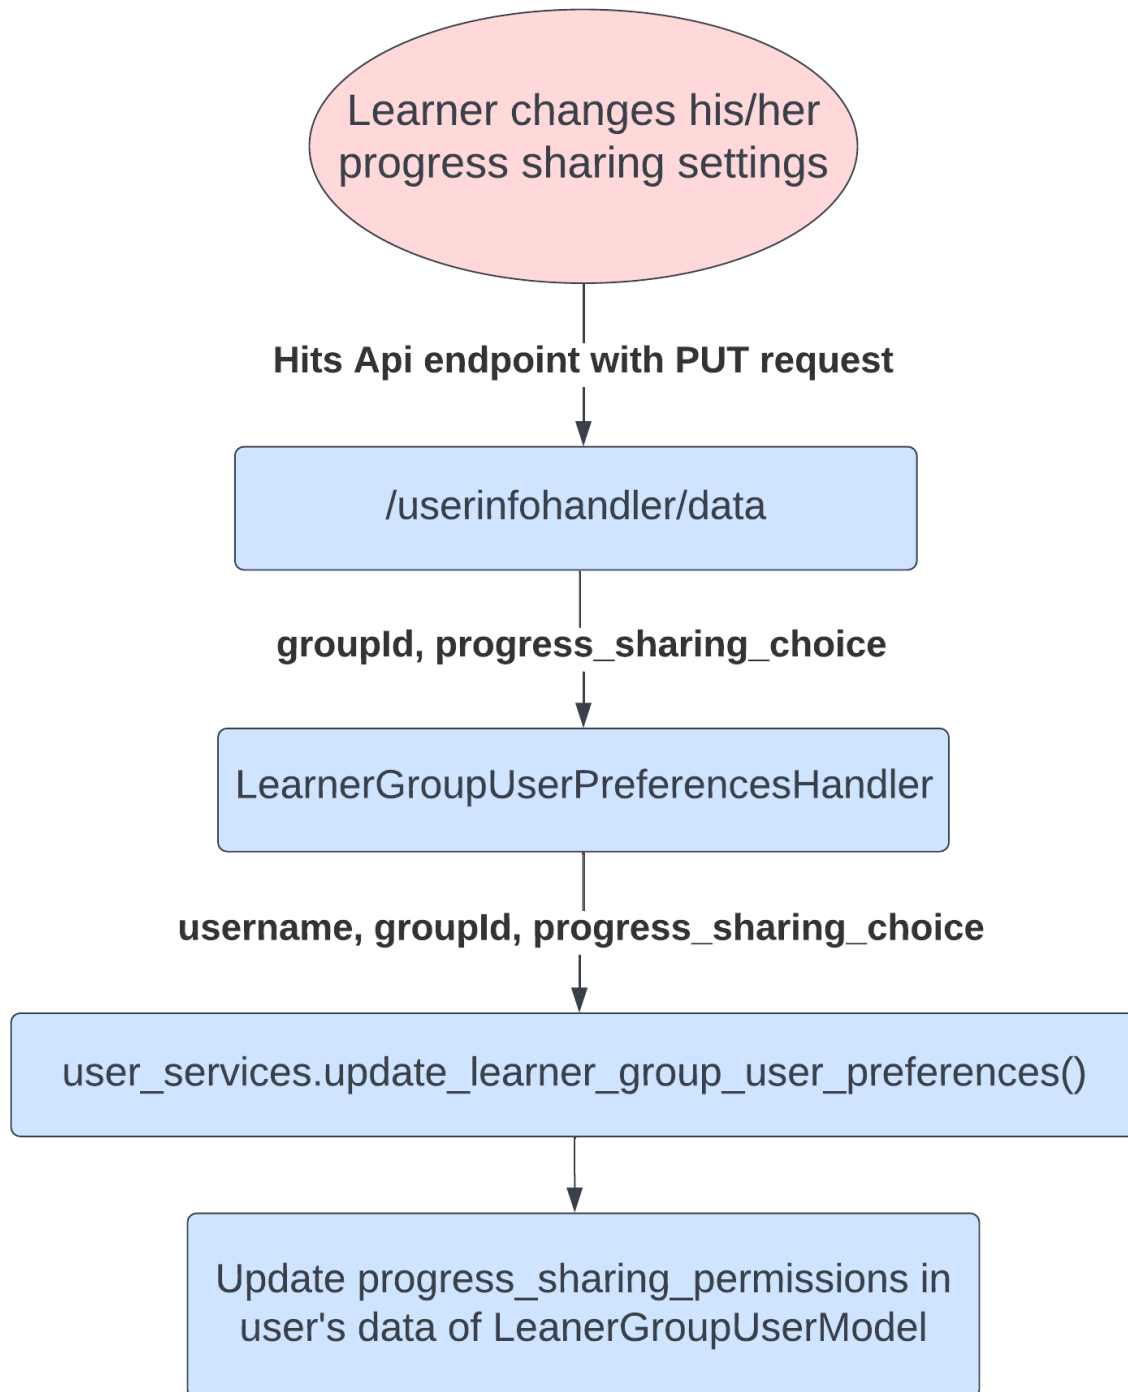 Learner changes his/her
progress sharing settings
Hits Api endpoint with PUT request
/userinfohandler/data
groupId, progress_sharing_choice
LearnerGroupUserPreferencesHandler
username, groupId, progress_sharing_choice
user_services.update_learner_group_user_preferences()
Update progress_sharing_permissions in
user's data of LeanerGroupUserModel